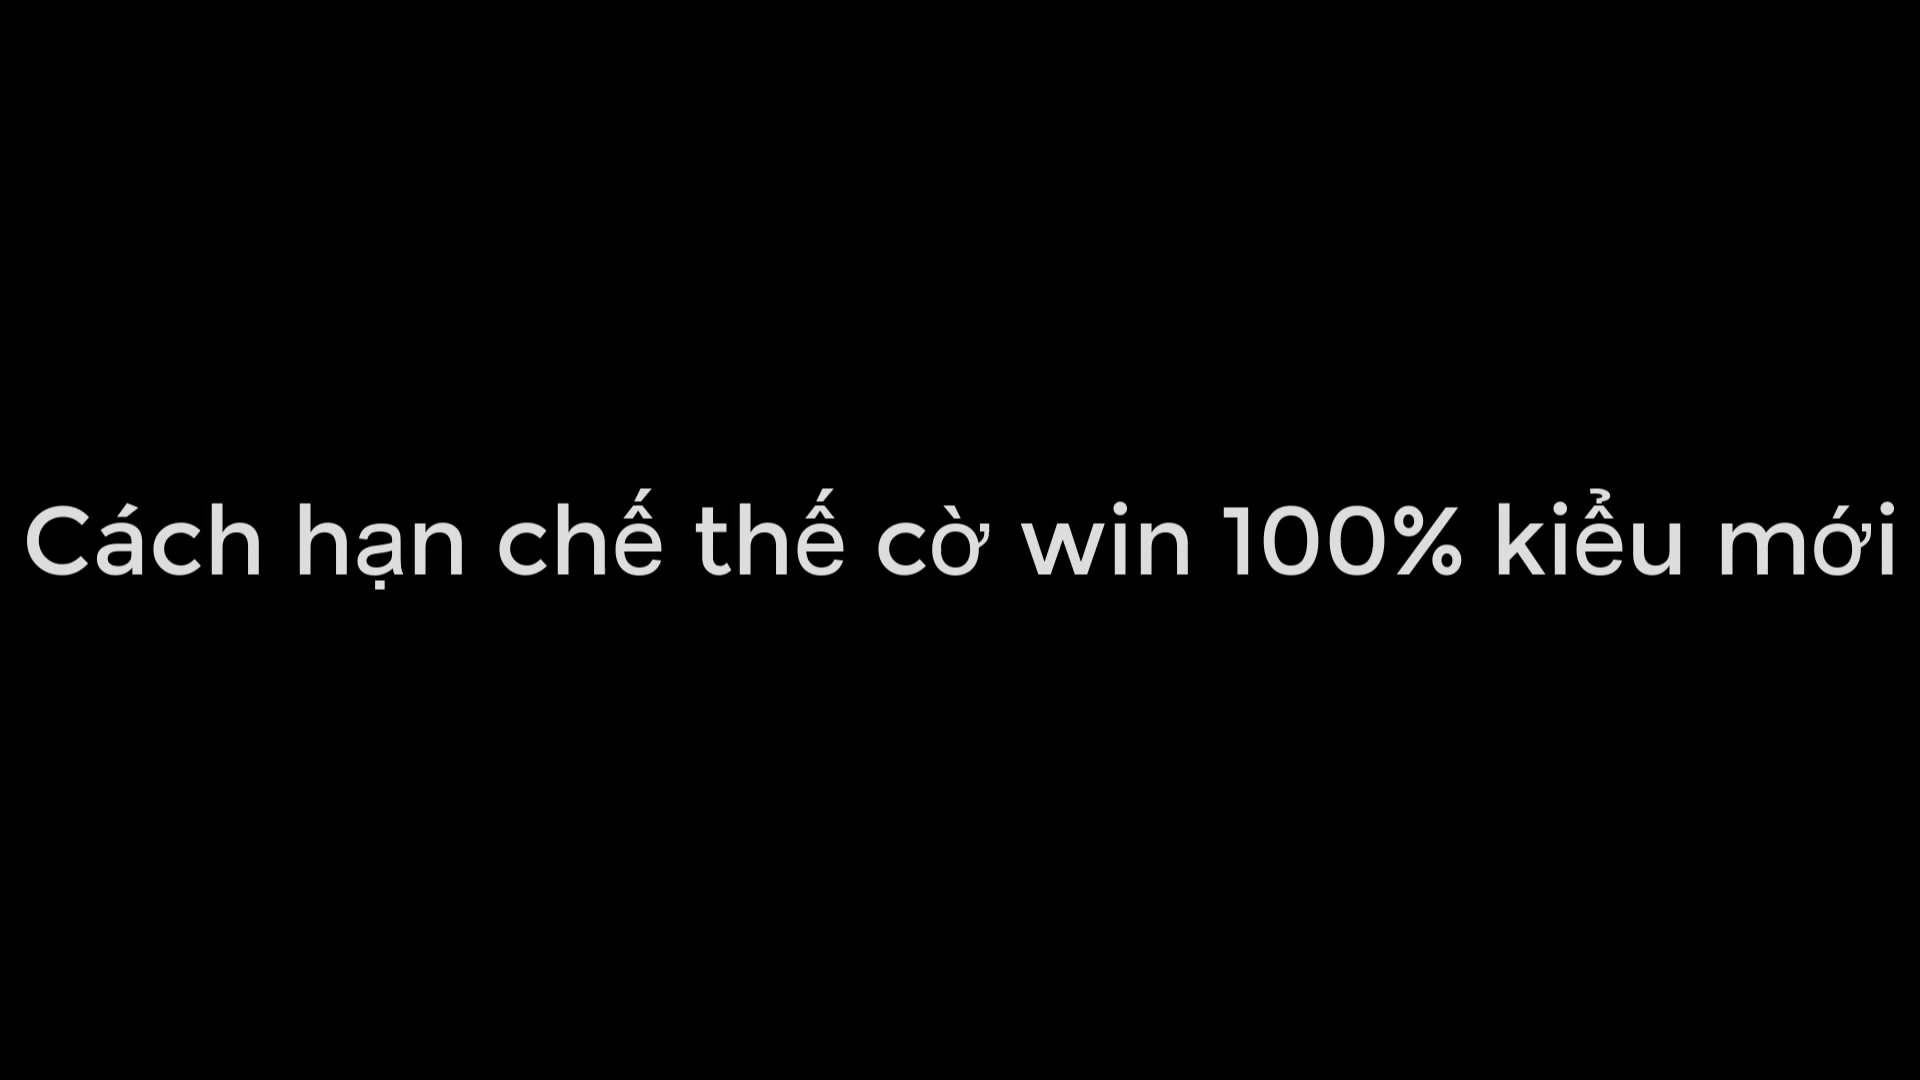 Cách hạn chế thế cờ win 100% kiểu mới